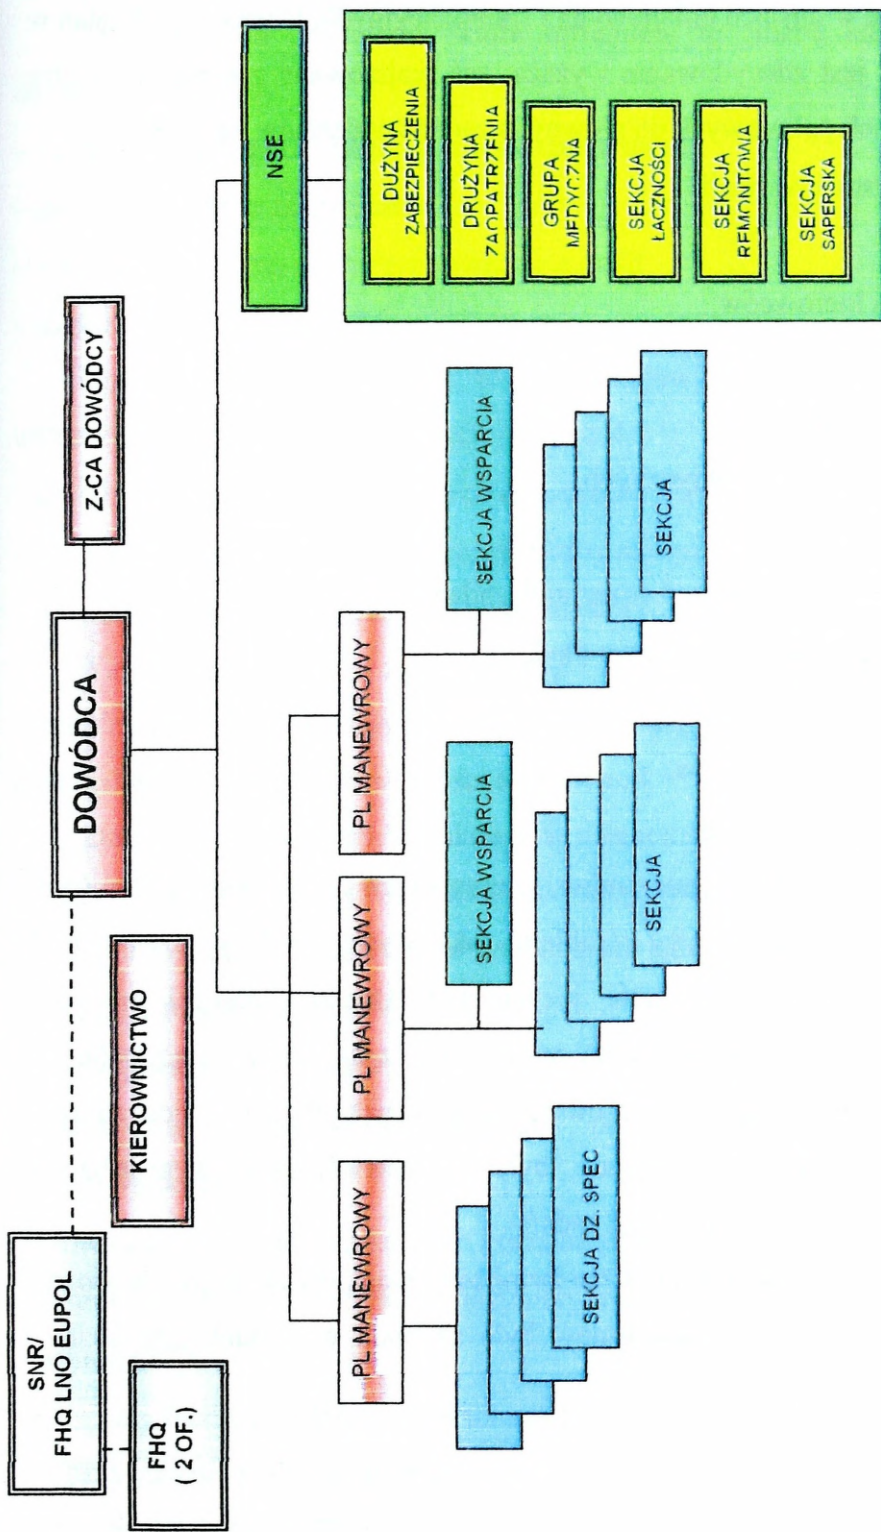 SNR/
FHQ LNO EUPOL
FHQ
( 2 OF.)
DOWÓDCA
Z-CA DOWÓDCY
KIEROWNICTWO
NSE
PL MANEWROWY
PL MANEWROWY
PL MANEWROWY
SEKCJA DZ. SPEC
SEKCJA WSPARCIA
SEKCJA
SEKCJA WSPARCIA
SEKCJA
DUŻYNA
ZABEZPIECZENIA
DRUŻYNA
ZAOPATRZENIA
GRUPA
MEDYCZNA
SEKCJA
ŁĄCZNOŚCI
SEKCJA
REMONTOWA
SEKCJA
SAPERSKA